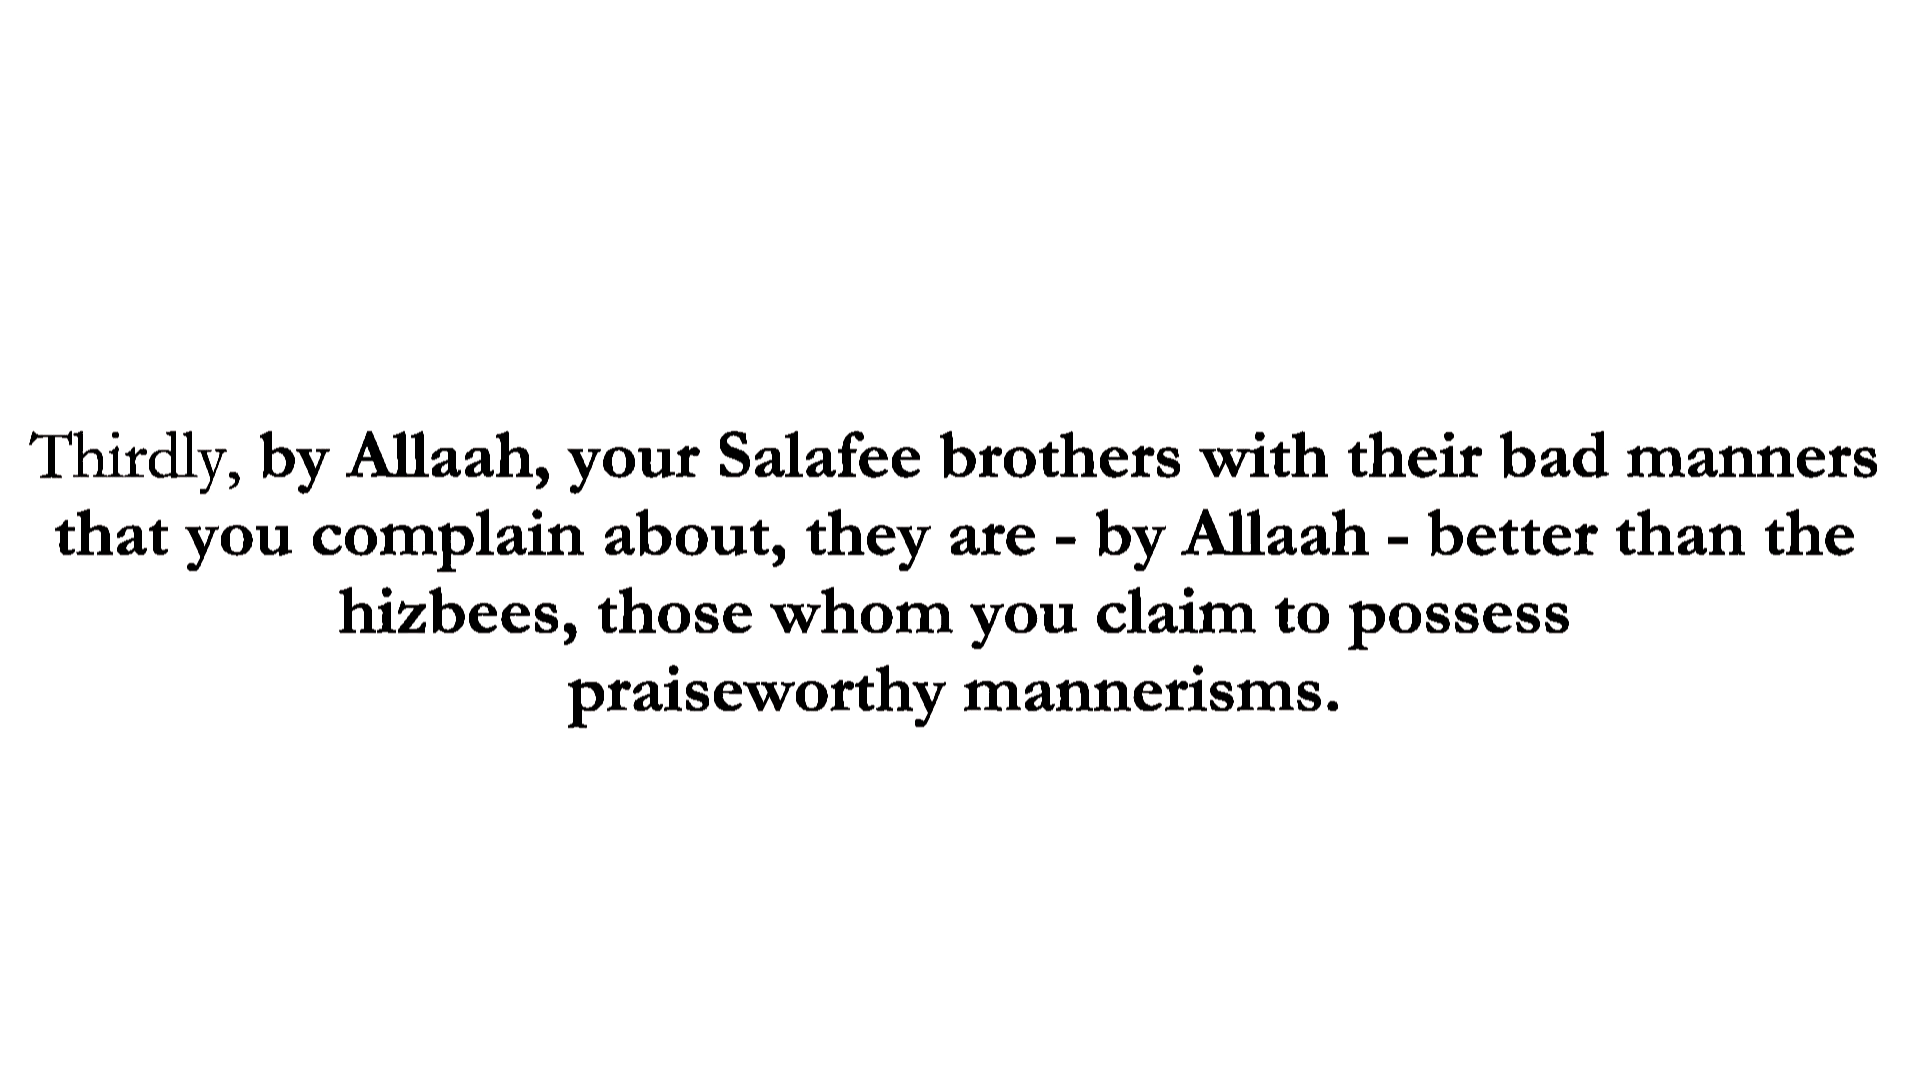 Thirdly, by Allaah, your Salafee brothers with their bad manners
that you complain about, they are - by Allaah - better than the
hizbees, those whom you claim to possess
praiseworthy mannerisms.